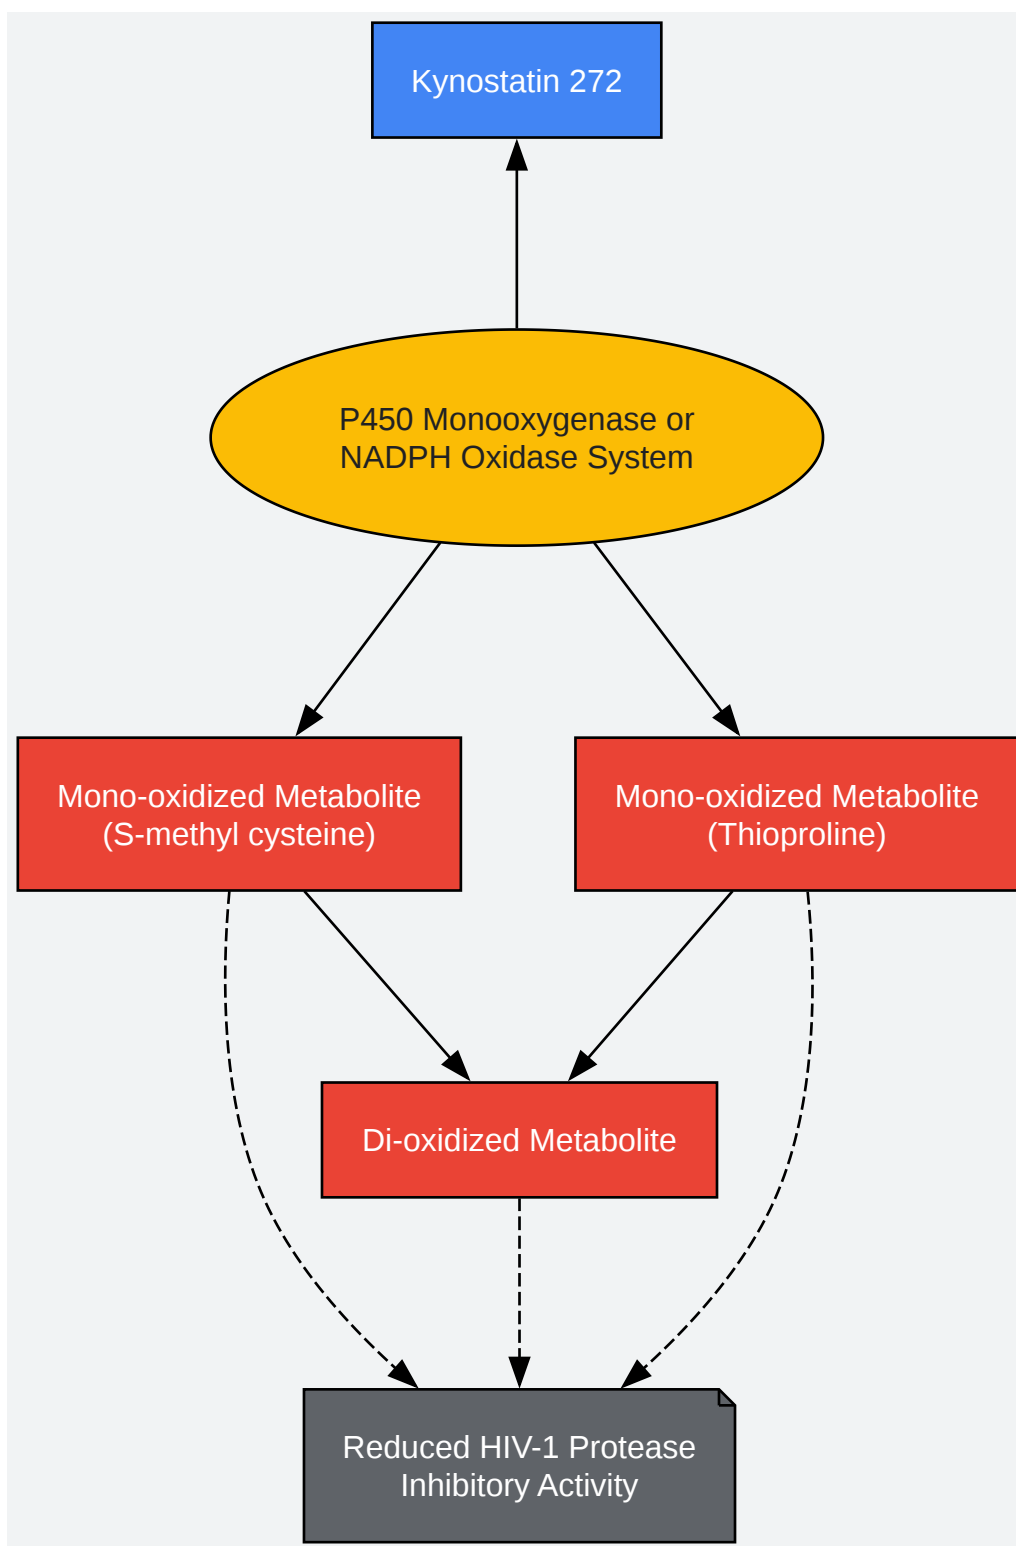 Kynostatin 272
P450 Monooxygenase or
NADPH Oxidase System
Mono-oxidized Metabolite
(S-methyl cysteine)
Mono-oxidized Metabolite
(Thioproline)
Di-oxidized Metabolite
Reduced HIV-1 Protease
Inhibitory Activity